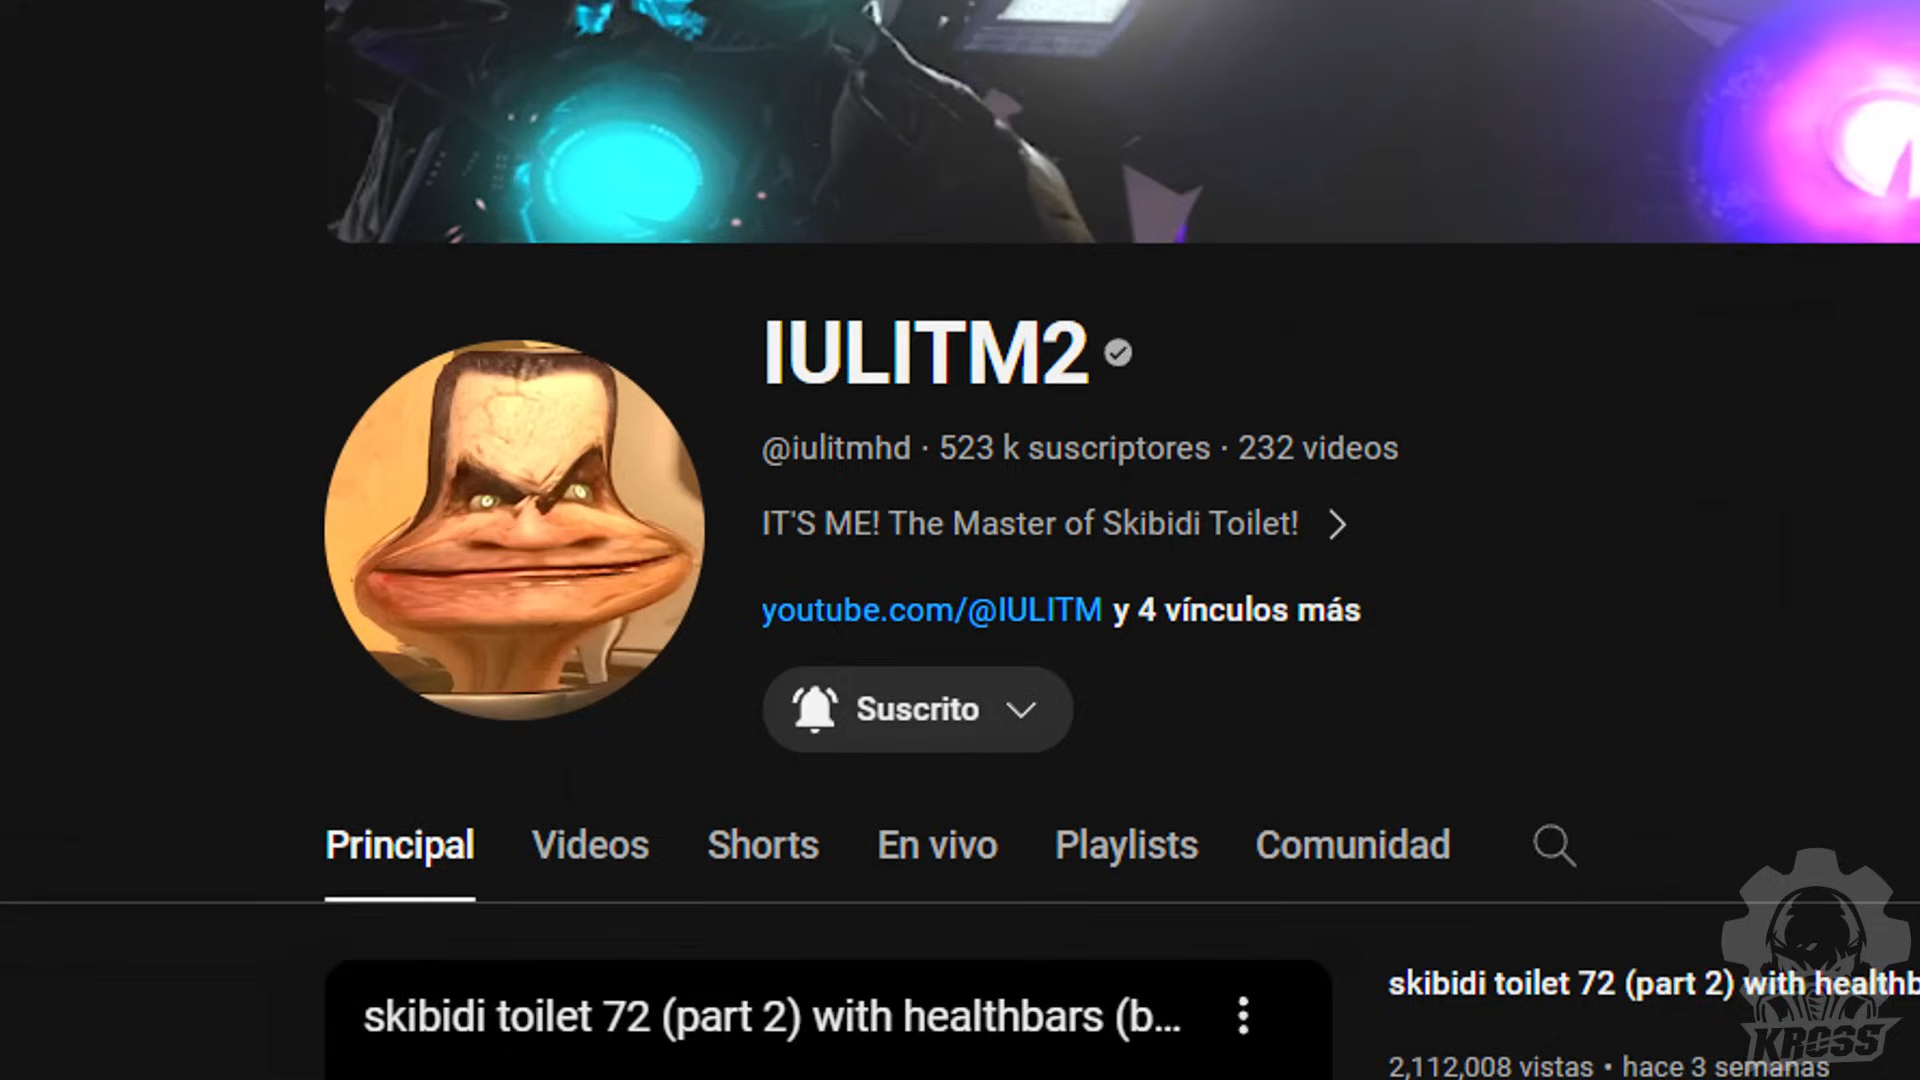 IULITM2
@iulitmhd · 523 k suscriptores · 232 videos
IT'S ME! The Master of Skibidi Toilet!
youtube.com/@IULITM y 4 vínculos más
Suscrito
Principal Videos Shorts En vivo Playlists Comunidad
skibidi toilet 72 (part 2) with healthbars (b...
skibidi toilet 72 (part 2) with healthb
2,112,008 vistas • hace 3 semanas
KROSS